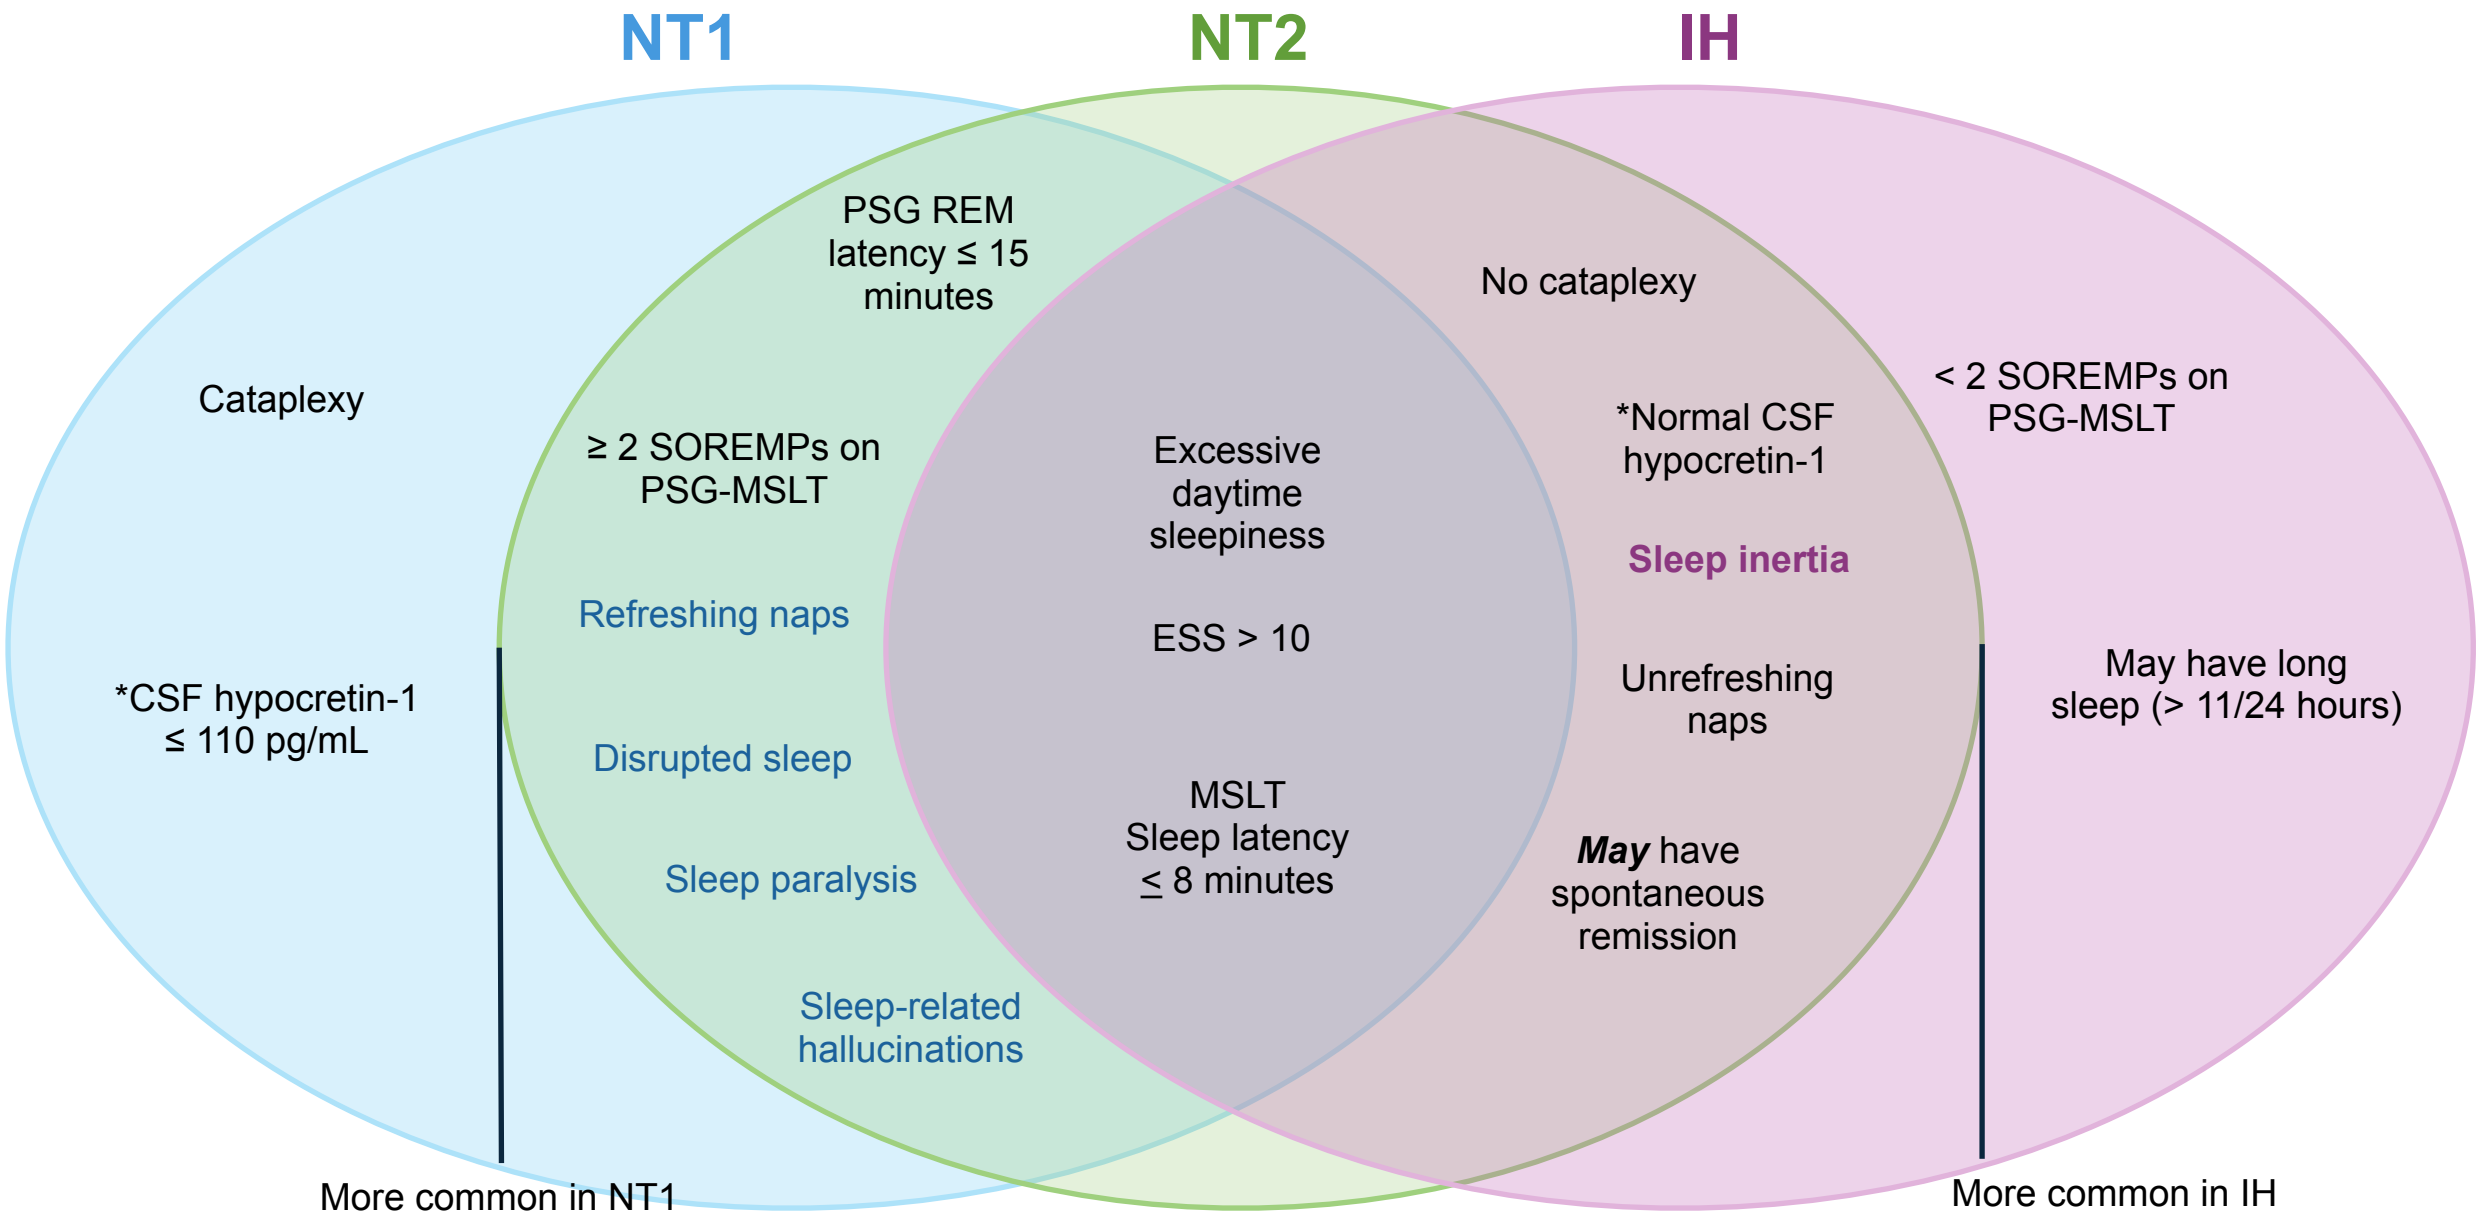 NT1
NT2
IH
Cataplexy
*CSF hypocretin-1
≤ 110 pg/mL
PSG REM
latency ≤ 15
minutes
≥ 2 SOREMPs on
PSG-MSLT
Refreshing naps
Disrupted sleep
Sleep paralysis
Sleep-related
hallucinations
Excessive
daytime
sleepiness
ESS > 10
MSLT
Sleep latency
≤ 8 minutes
No cataplexy
*Normal CSF
hypocretin-1
Sleep inertia
Unrefreshing
naps
May have
spontaneous
remission
< 2 SOREMPs on
PSG-MSLT
May have long
sleep (> 11/24 hours)
More common in NT1
More common in IH